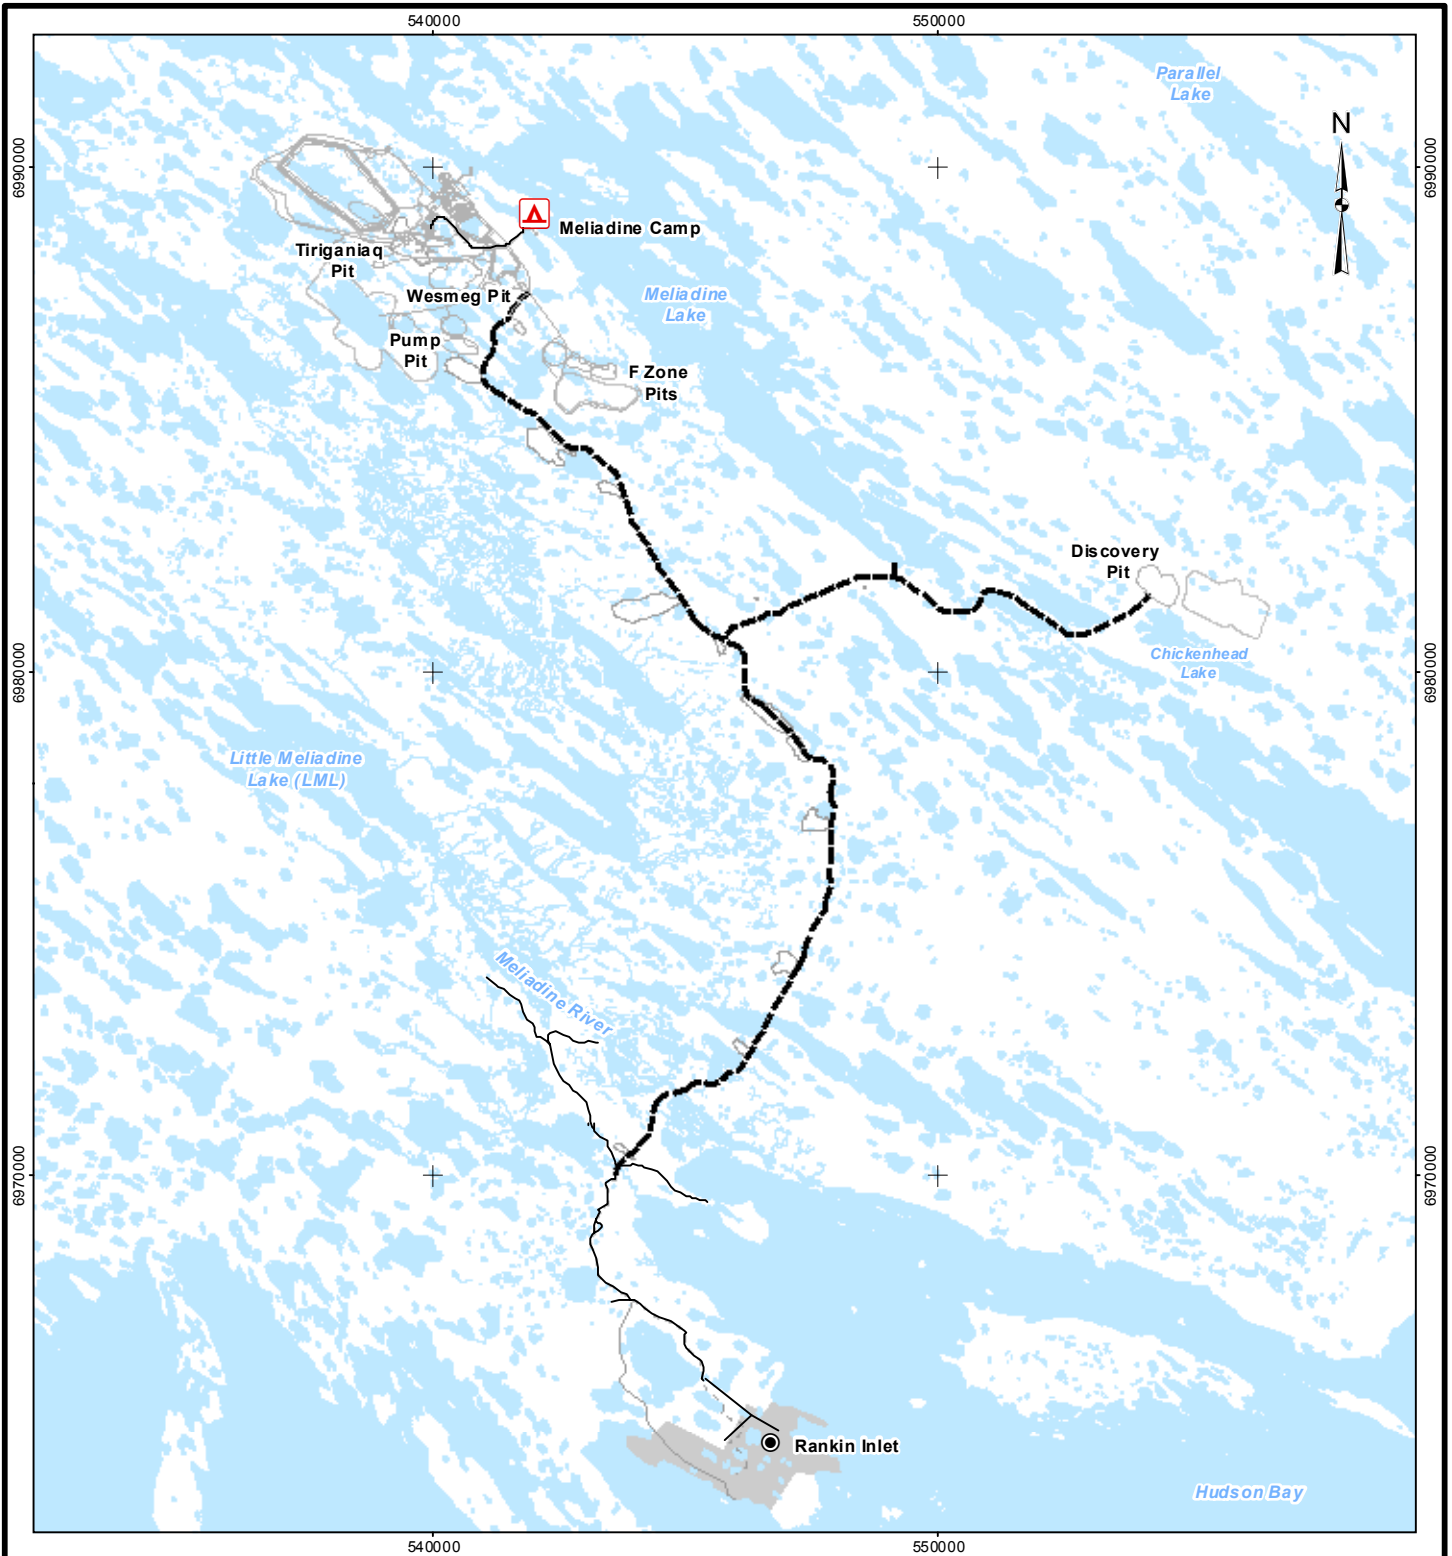 540000
550000
Parallel
Lake
N
6990000
6990000
Meliadine Camp
Tiriganiaq
Pit
Wesmeg Pit
Meliadine
Lake
Pump
Pit
F Zone
Pits
Discovery
Pit
Chickenhead
Lake
6980000
6980000
Little Meliadine
Lake (LML)
Meliadine River
6970000
6970000
Rankin Inlet
Hudson Bay
540000
550000